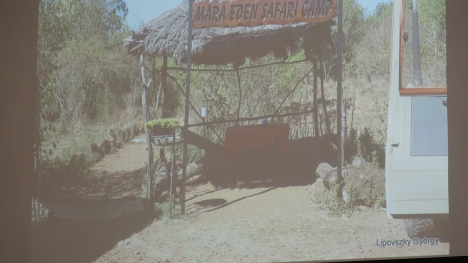 MARA EDEN SAFARI CAMP
Lipovszky György